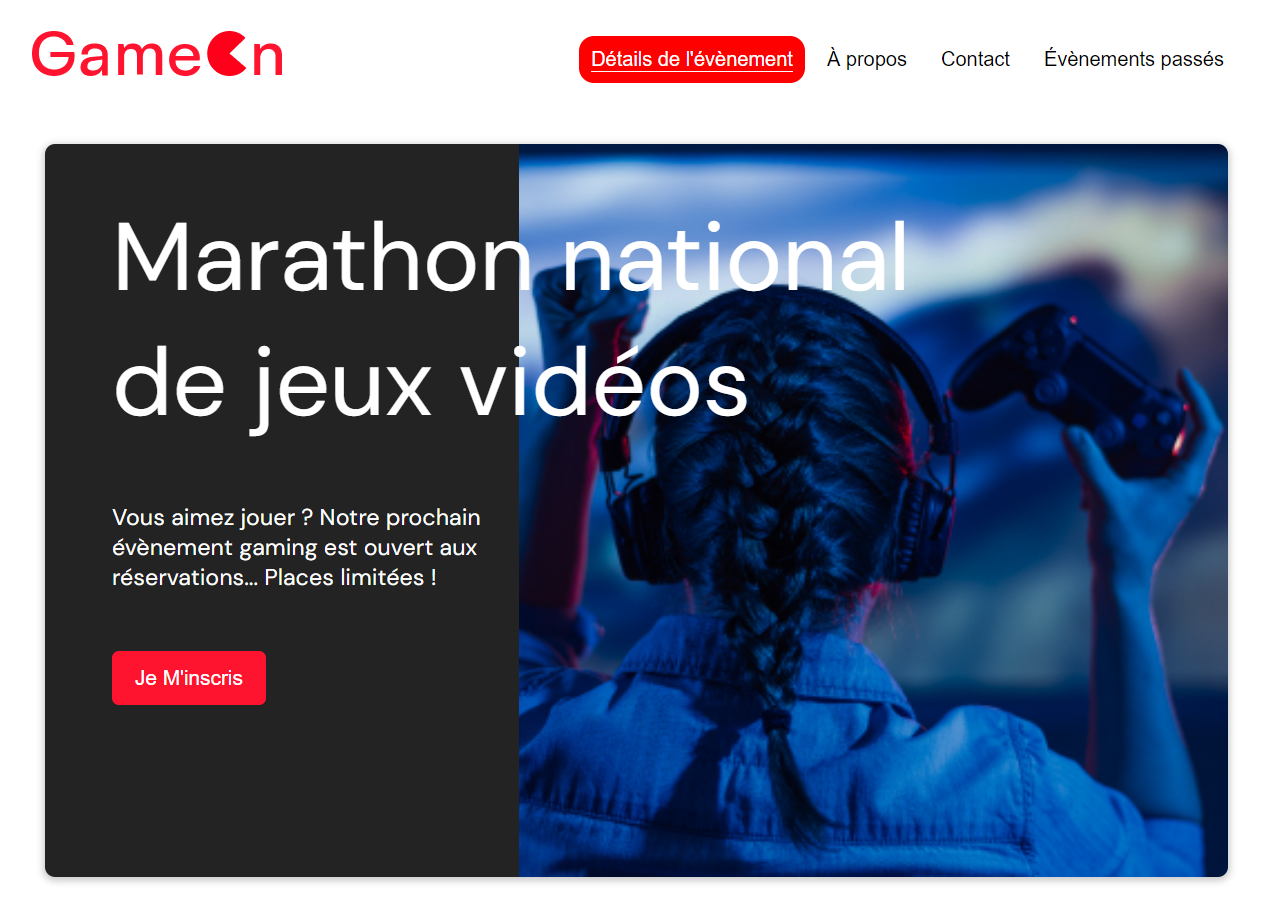 GameOn
Détails de l'évènement À propos Contact Évènements passés
Marathon national
de jeux vidéos
Vous aimez jouer ? Notre prochain
évènement gaming est ouvert aux
réservations... Places limitées !
Je M'inscris